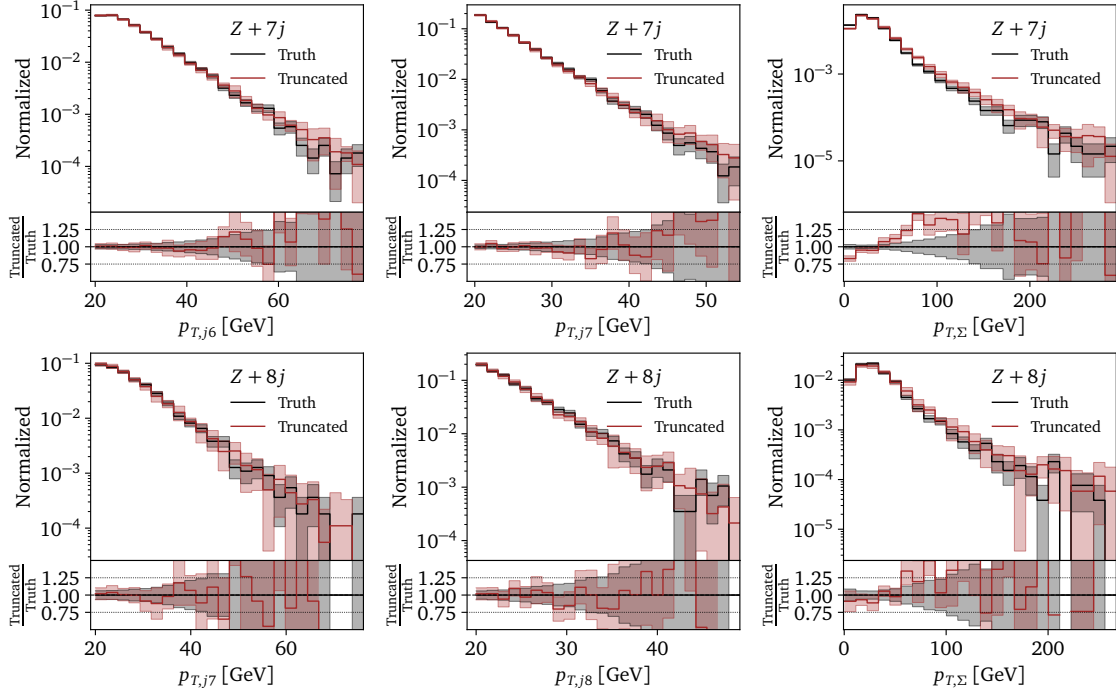 Z + 7j
Truth
Truncated
Normalized
10⁻¹
10⁻²
10⁻³
10⁻⁴
Truncated
Truth
1.25
1.00
0.75
20
40
60
p_{T,j6} [GeV]
Z + 7j
Truth
Truncated
Normalized
10⁻¹
10⁻²
10⁻³
10⁻⁴
Truncated
Truth
1.25
1.00
0.75
20
30
40
50
p_{T,j7} [GeV]
Z + 7j
Truth
Truncated
Normalized
10⁻³
10⁻⁵
Truncated
Truth
1.25
1.00
0.75
0
100
200
p_{T,Σ} [GeV]
Z + 8j
Truth
Truncated
Normalized
10⁻¹
10⁻²
10⁻³
10⁻⁴
Truncated
Truth
1.25
1.00
0.75
20
40
60
p_{T,j7} [GeV]
Z + 8j
Truth
Truncated
Normalized
10⁻¹
10⁻²
10⁻³
10⁻⁴
Truncated
Truth
1.25
1.00
0.75
20
30
40
p_{T,j8} [GeV]
Z + 8j
Truth
Truncated
Normalized
10⁻²
10⁻³
10⁻⁴
10⁻⁵
Truncated
Truth
1.25
1.00
0.75
0
100
200
p_{T,Σ} [GeV]